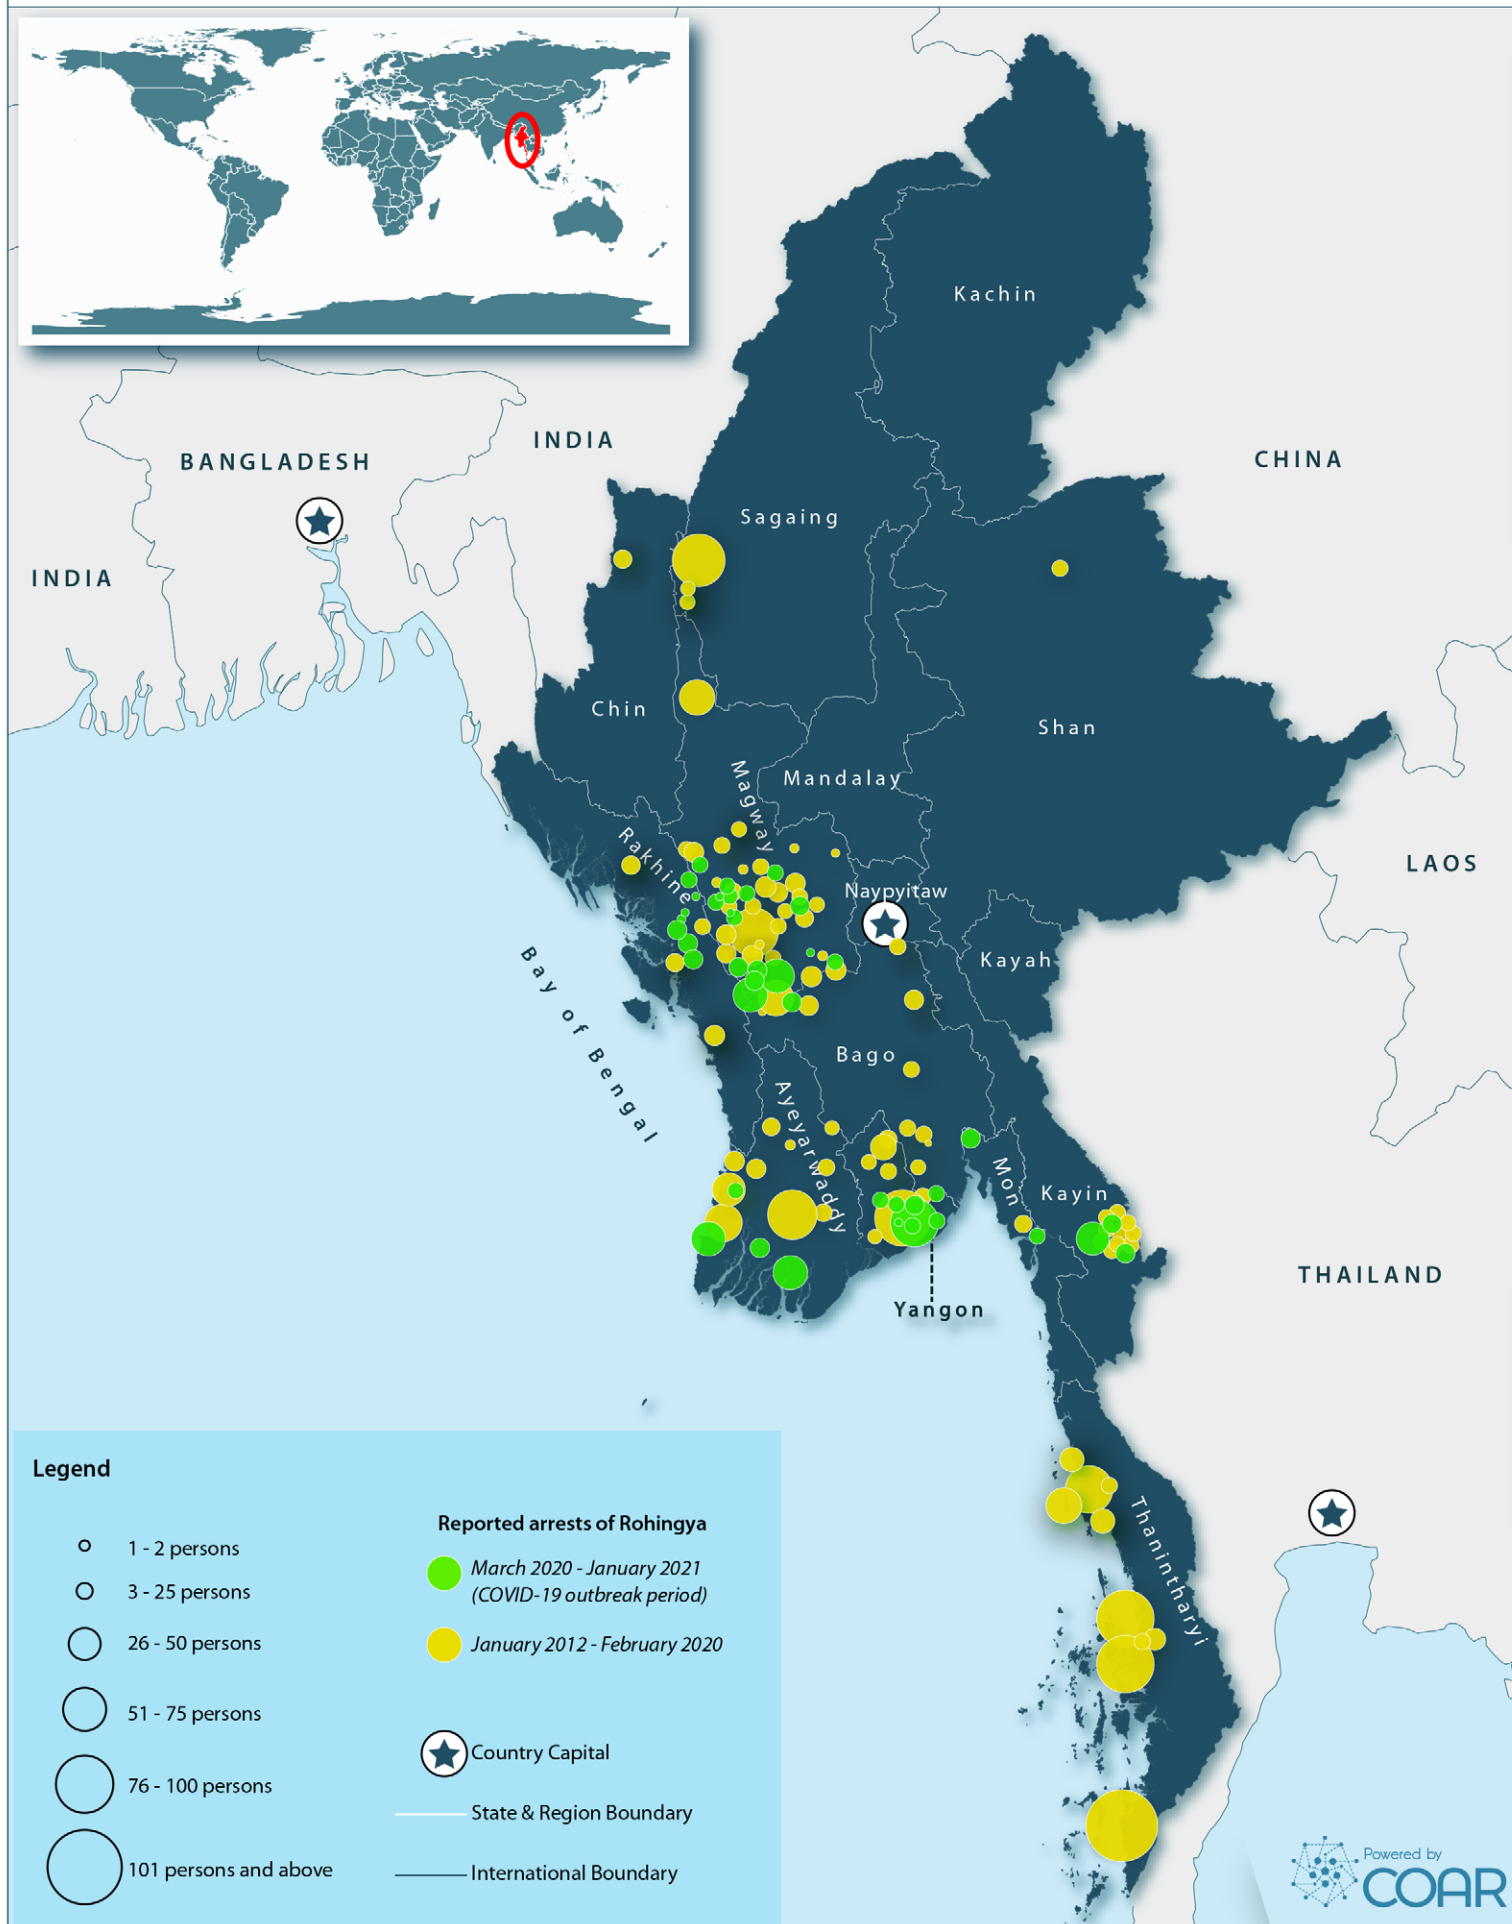 Kachin
INDIA
BANGLADESH
CHINA
Sagaing
INDIA
Chin
Shan
Magway
Mandalay
Rakhine
LAOS
Naypyitaw
Kayah
Bay of Bengal
Bago
Ayeyarwaddy
Mon
Kayin
THAILAND
Yangon
Thanintharyi
Legend
1 - 2 persons
3 - 25 persons
26 - 50 persons
51 - 75 persons
76 - 100 persons
101 persons and above
Reported arrests of Rohingya
March 2020 - January 2021
(COVID-19 outbreak period)
January 2012 - February 2020
Country Capital
State & Region Boundary
International Boundary
Powered by
COAR